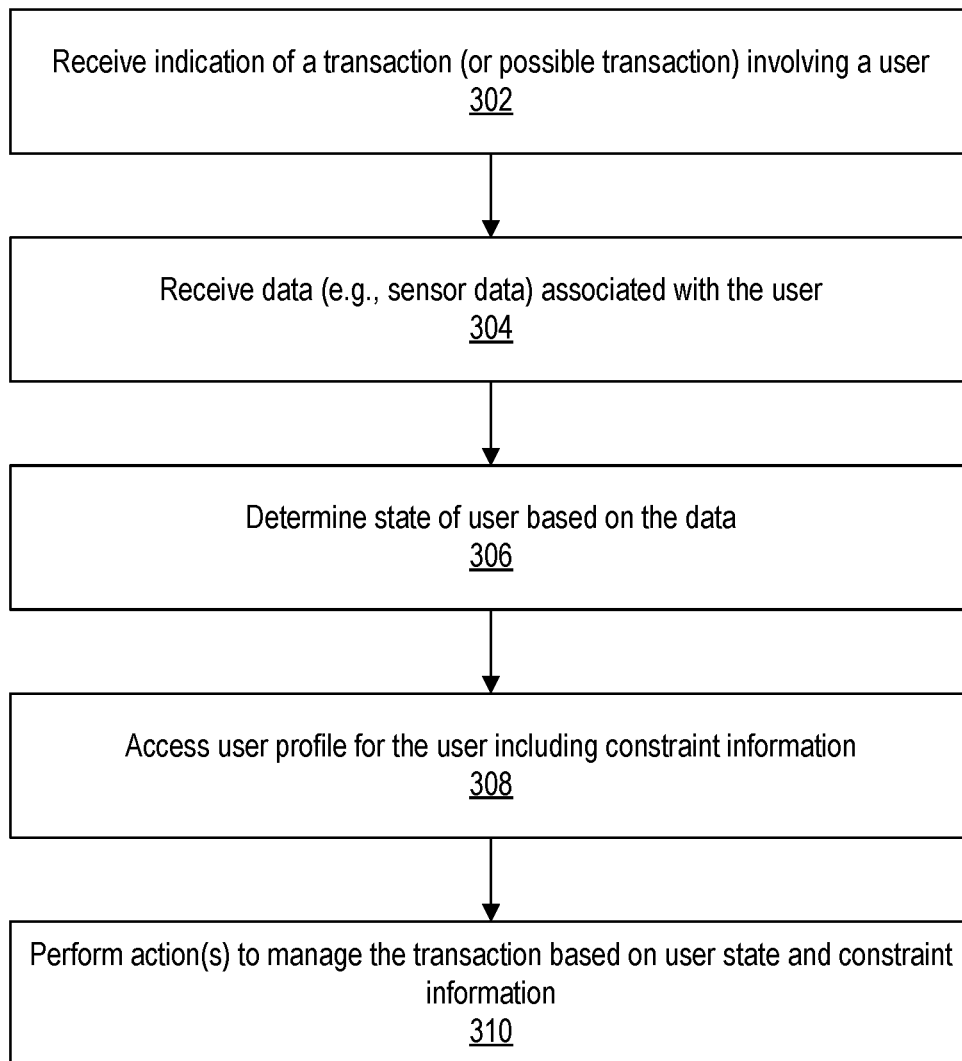 Receive indication of a transaction (or possible transaction) involving a user
302
Receive data (e.g., sensor data) associated with the user
304
Determine state of user based on the data
306
Access user profile for the user including constraint information
308
Perform action(s) to manage the transaction based on user state and constraint
information
310